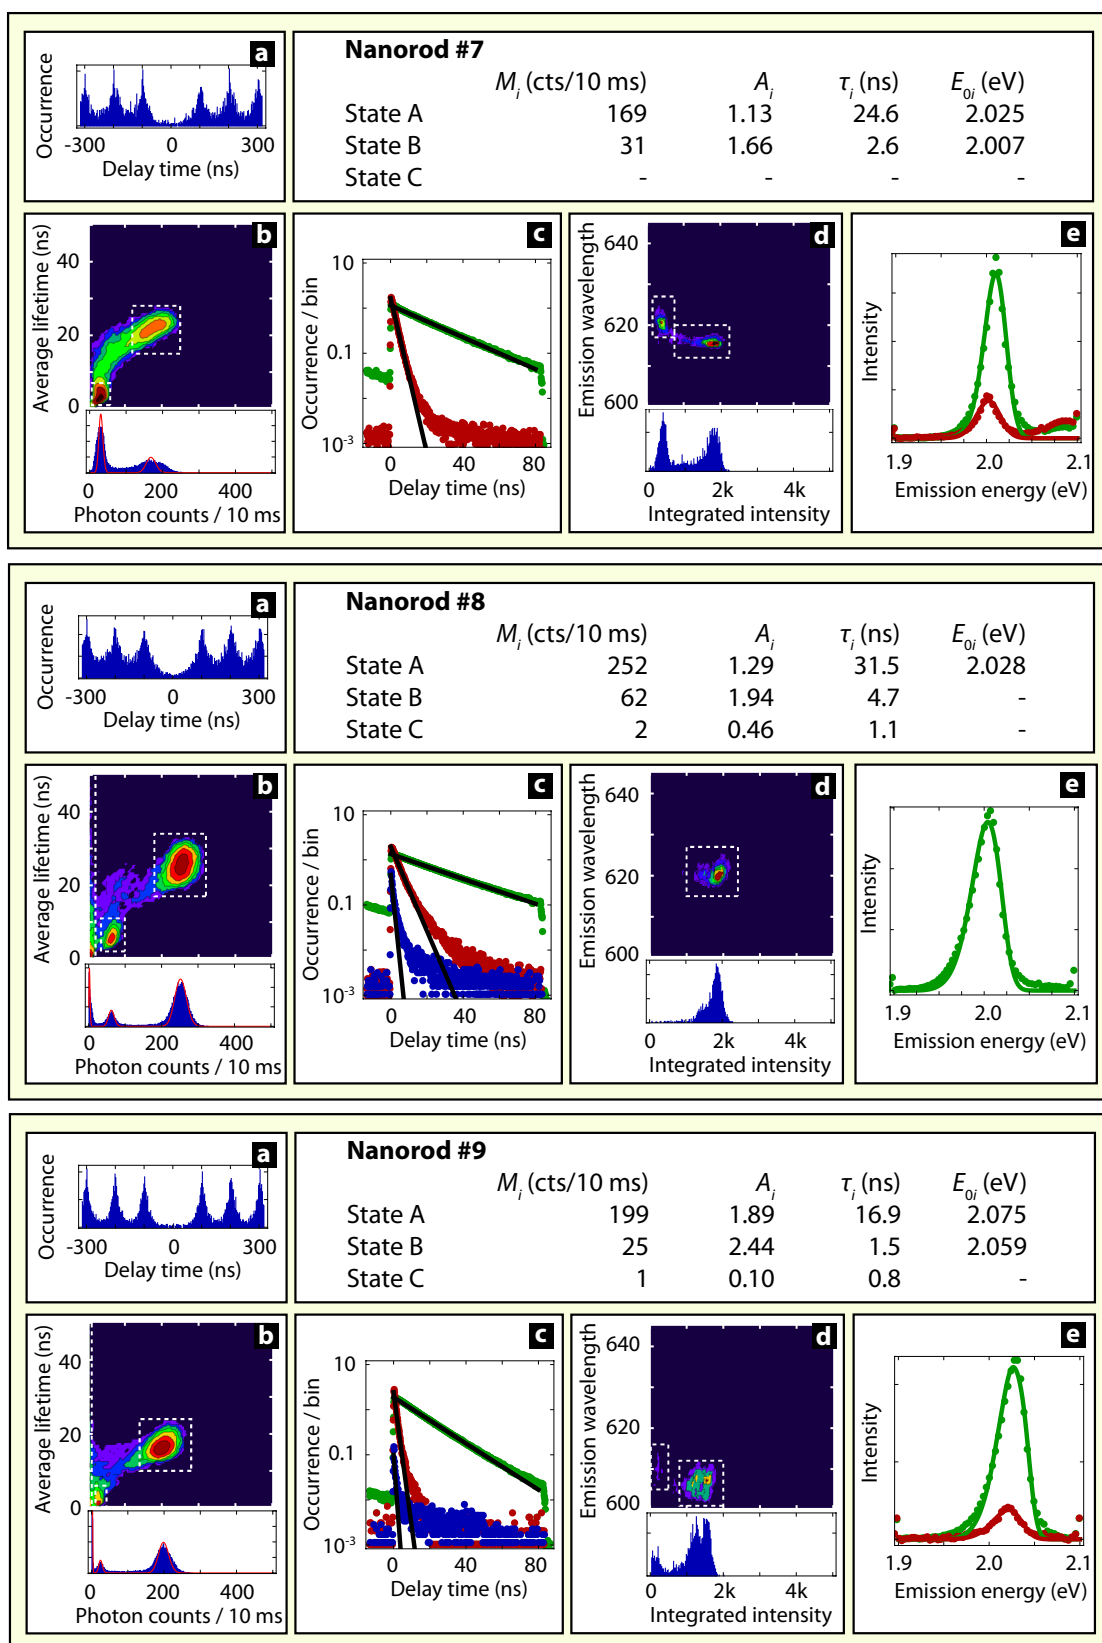 a
Occurrence
-300 0 300
Delay time (ns)
Nanorod #7
Mi (cts/10 ms) Ai τi (ns) E0i (eV)
State A 169 1.13 24.6 2.025
State B 31 1.66 2.6 2.007
State C - - - -
b
Average lifetime (ns)
40
20
0
0 200 400
Photon counts / 10 ms
c
Occurrence / bin
10
0.1
10-3
0 40 80
Delay time (ns)
d
Emission wavelength
640
620
600
0 2k 4k
Integrated intensity
e
Intensity
1.9 2.0 2.1
Emission energy (eV)
a
Occurrence
-300 0 300
Delay time (ns)
Nanorod #8
Mi (cts/10 ms) Ai τi (ns) E0i (eV)
State A 252 1.29 31.5 2.028
State B 62 1.94 4.7 -
State C 2 0.46 1.1 -
b
Average lifetime (ns)
40
20
0
0 200 400
Photon counts / 10 ms
c
Occurrence / bin
10
0.1
10-3
0 40 80
Delay time (ns)
d
Emission wavelength
640
620
600
0 2k 4k
Integrated intensity
e
Intensity
1.9 2.0 2.1
Emission energy (eV)
a
Occurrence
-300 0 300
Delay time (ns)
Nanorod #9
Mi (cts/10 ms) Ai τi (ns) E0i (eV)
State A 199 1.89 16.9 2.075
State B 25 2.44 1.5 2.059
State C 1 0.10 0.8 -
b
Average lifetime (ns)
40
20
0
0 200 400
Photon counts / 10 ms
c
Occurrence / bin
10
0.1
10-3
0 40 80
Delay time (ns)
d
Emission wavelength
640
620
600
0 2k 4k
Integrated intensity
e
Intensity
1.9 2.0 2.1
Emission energy (eV)